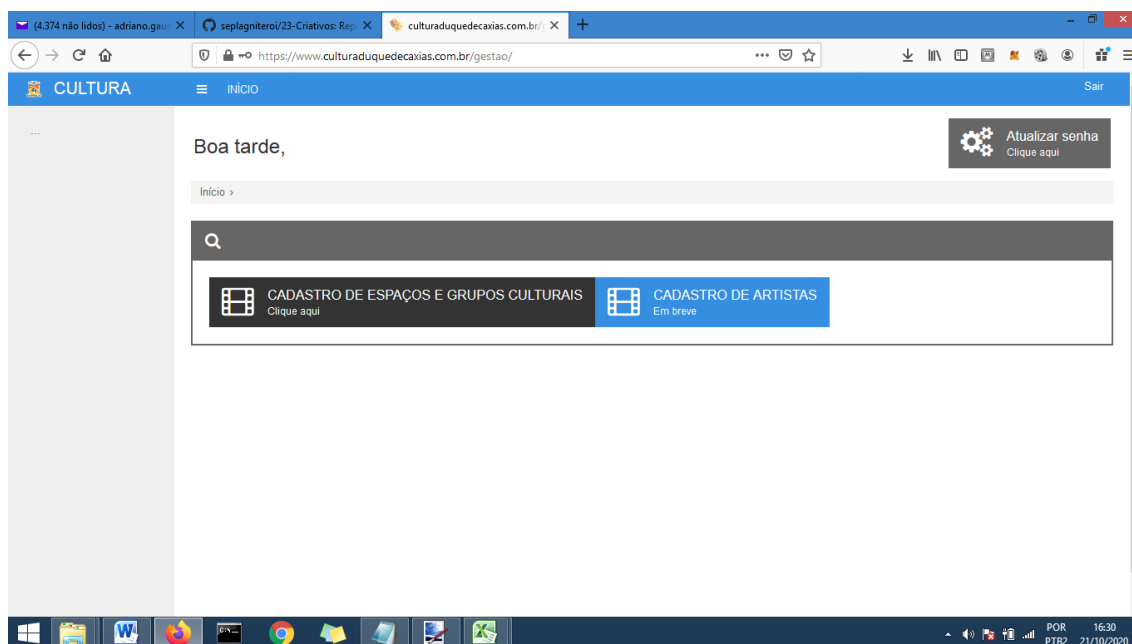 (4.374 não lidos) - adriano.gau
seplagniteroi/23-Criativos: Rep
culturaduquedecaxias.com.br/
https://www.culturaduquedecaxias.com.br/gestao/
CULTURA
INÍCIO
Sair
...
Boa tarde,
Atualizar senha
Clique aqui
Início >
CADASTRO DE ESPAÇOS E GRUPOS CULTURAIS
Clique aqui
CADASTRO DE ARTISTAS
Em breve
POR
PTB2
16:30
21/10/2020